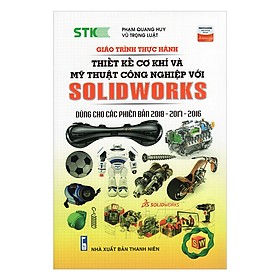 STK
PHẠM QUANG HUY
VŨ TRỌNG LUẬT
GIÁO TRÌNH THỰC HÀNH
THIẾT KẾ CƠ KHÍ VÀ
MỸ THUẬT CÔNG NGHIỆP VỚI
SOLIDWORKS
DÙNG CHO CÁC PHIÊN BẢN 2018 - 2017 - 2016
SOLIDWORKS
SW
NHÀ XUẤT BẢN THANH NIÊN